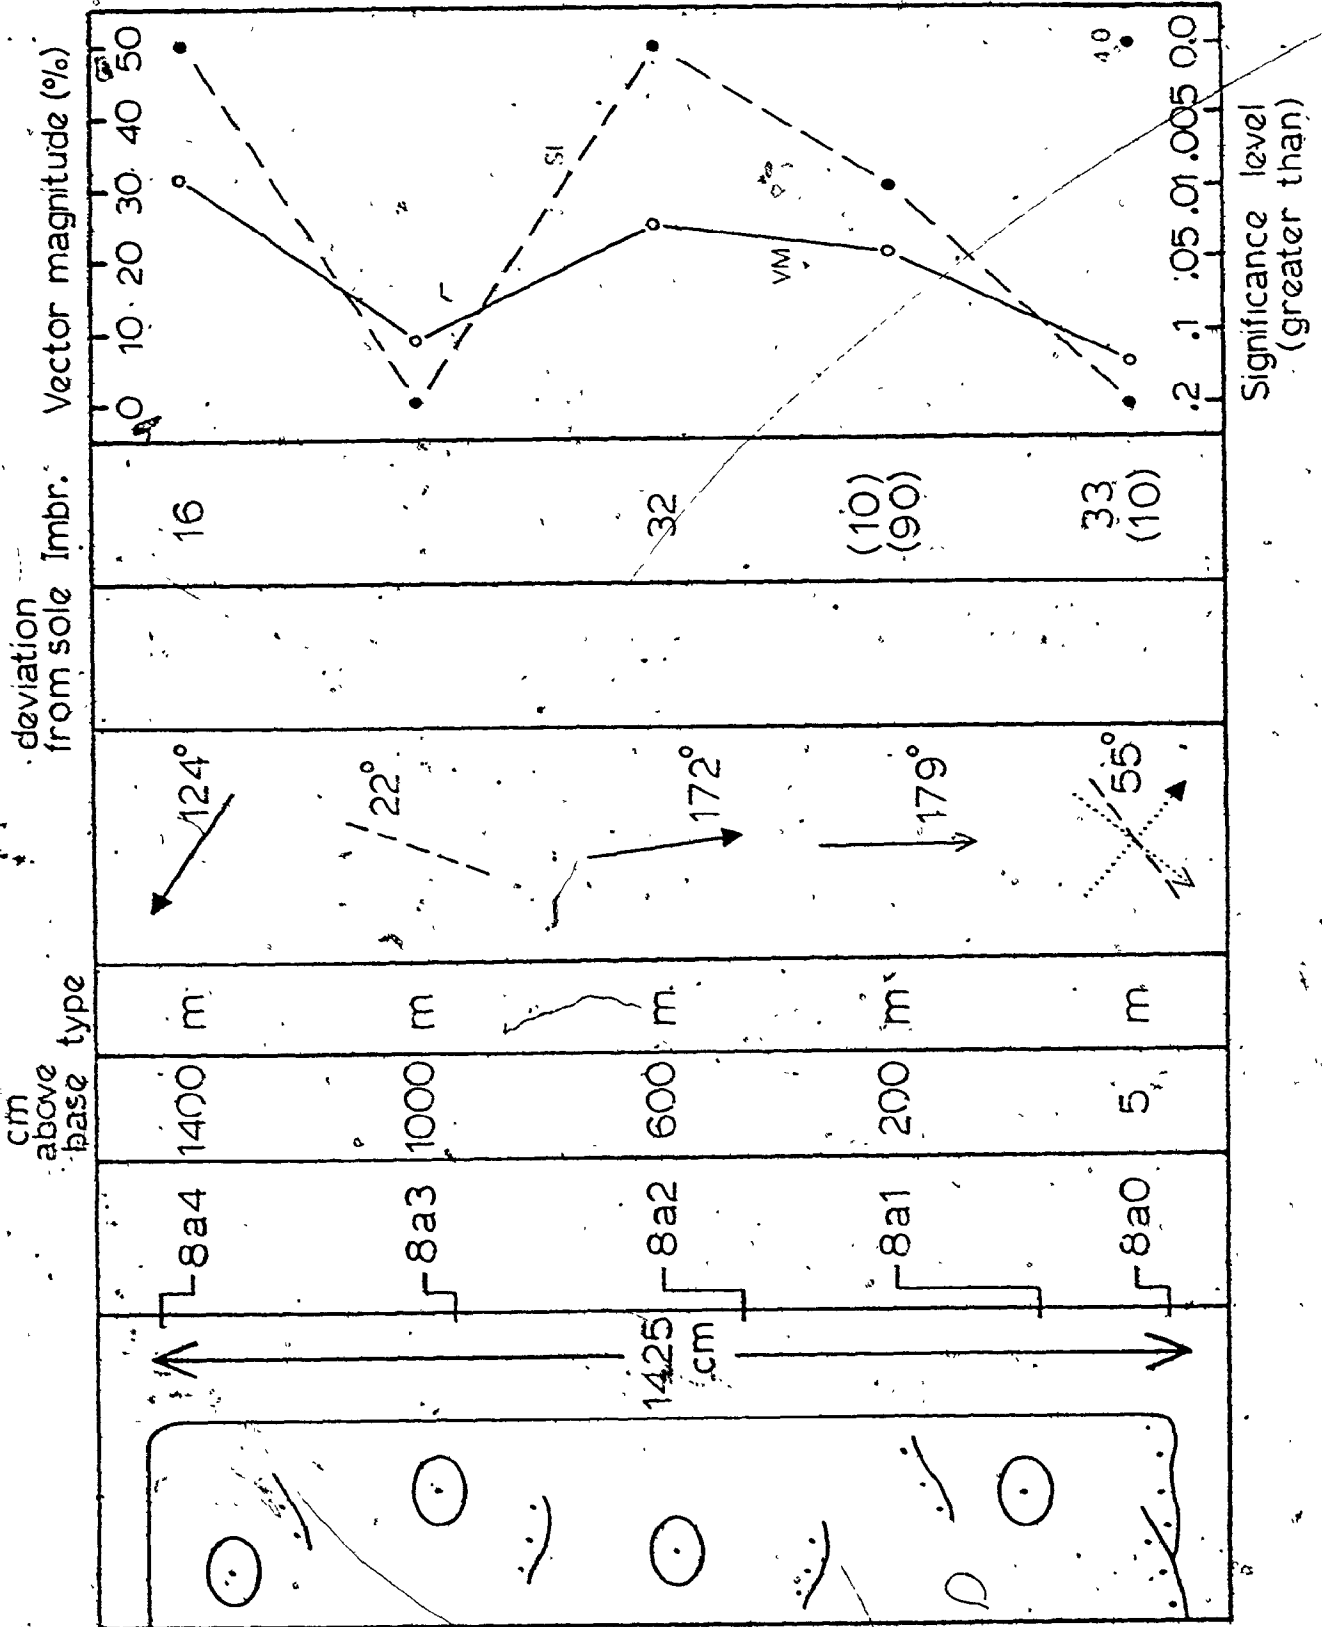 cm
above
base
type
deviation
from sole
Imbr.
Vector magnitude (%)
0 10 20 30 40 50
8a4
1400
m
124°
16
8a3
1000
m
22°
8a2
600
m
172°
32
8a1
200
m
179°
(10)
(90)
8a0
5
m
55°
33
(10)
1425
cm
SI
VM
40
.2 .1 .05 .01 .005 0.0
Significance level
(greater than)